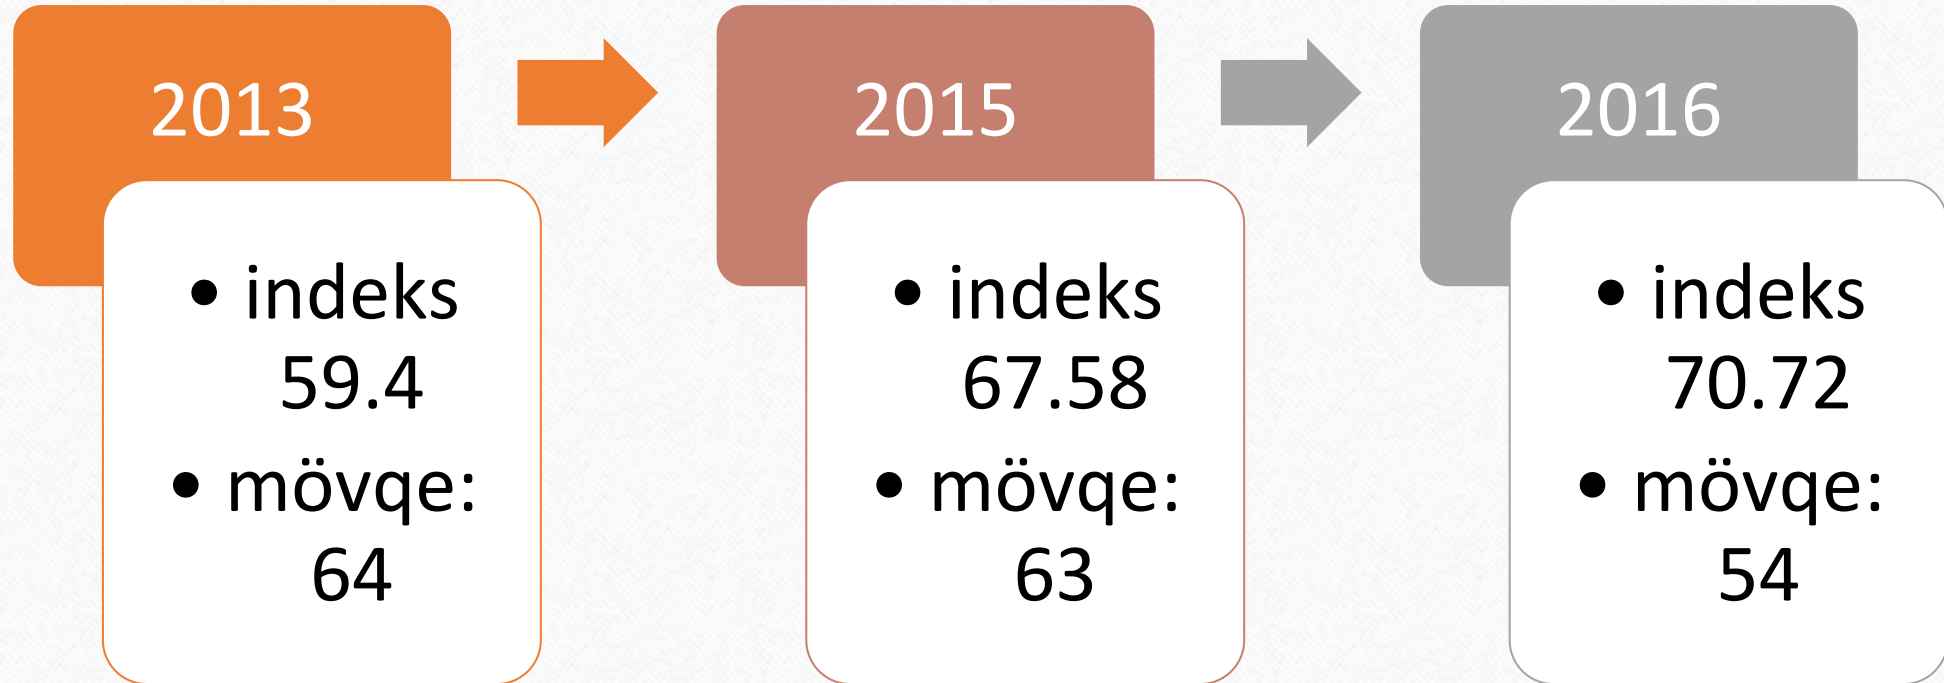 2013
• indeks
59.4
• mövqe:
64
2015
• indeks
67.58
• mövqe:
63
2016
• indeks
70.72
• mövqe:
54